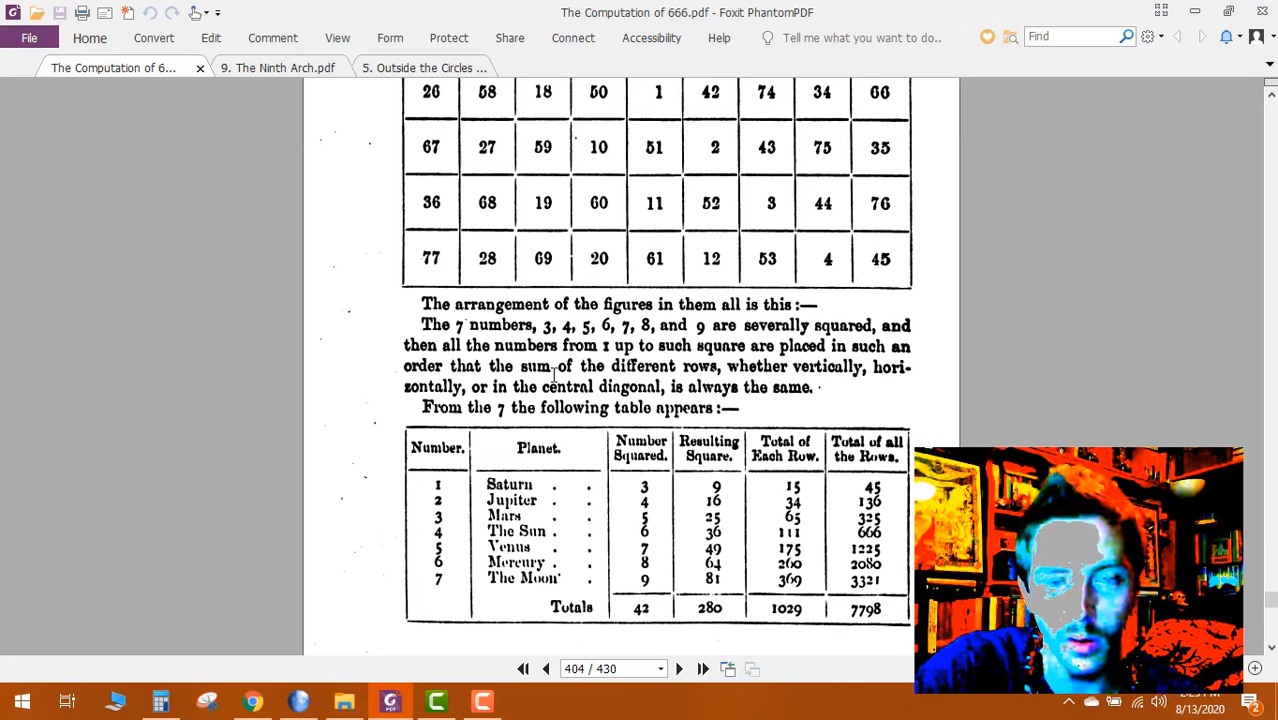 The Computation of 666.pdf - Foxit PhantomPDF
File Home Convert Edit Comment View Form Protect Share Connect Accessibility Help Tell me what you want to do.. Find
The Computation of 6... 9. The Ninth Arch.pdf 5. Outside the Circles ...
26 58 18 50 1 42 74 34 66
67 27 59 10 51 2 43 75 35
36 68 19 60 11 52 3 44 76
77 28 69 20 61 12 53 4 45
The arrangement of the figures in them all is this :—
The 7 numbers, 3, 4, 5, 6, 7, 8, and 9 are severally squared, and
then all the numbers from 1 up to such square are placed in such an
order that the sum of the different rows, whether vertically, hori-
zontally, or in the central diagonal, is always the same.
From the 7 the following table appears :—
Number. Planet. Number Squared. Resulting Square. Total of Each Row. Total of all the Rows.
1 Saturn . . 3 9 15 45
2 Jupiter . . 4 16 34 136
3 Mars . . 5 25 65 325
4 The Sun . . 6 36 111 666
5 Venus . . 7 49 175 1225
6 Mercury . . 8 64 260 2080
7 The Moon . 9 81 369 3321
Totals 42 280 1029 7798
404 / 430
8/13/2020
2